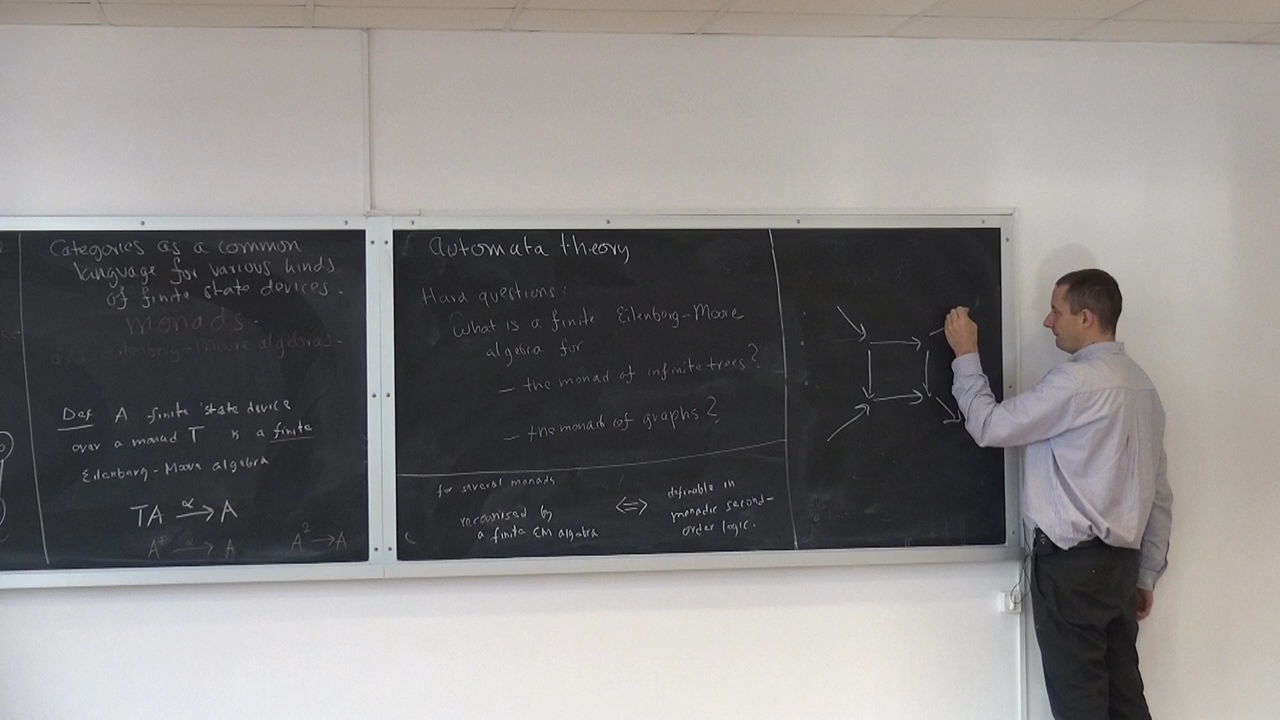 Categories as a common
language for various kinds
of finite state devices.
monads.
Eilenberg-Moore algebras.
Def A finite state device
over a monad T is a finite
Eilenberg-Moore algebra
TA α→ A
A⁺ → A
A² → A
automata theory
Hard questions:
What is a finite Eilenberg-Moore
algebra for
– the monad of infinite trees?
– the monad of graphs?
for several monads
recognised by
a finite EM algebra
⇔
definable in
monadic second-
order logic.